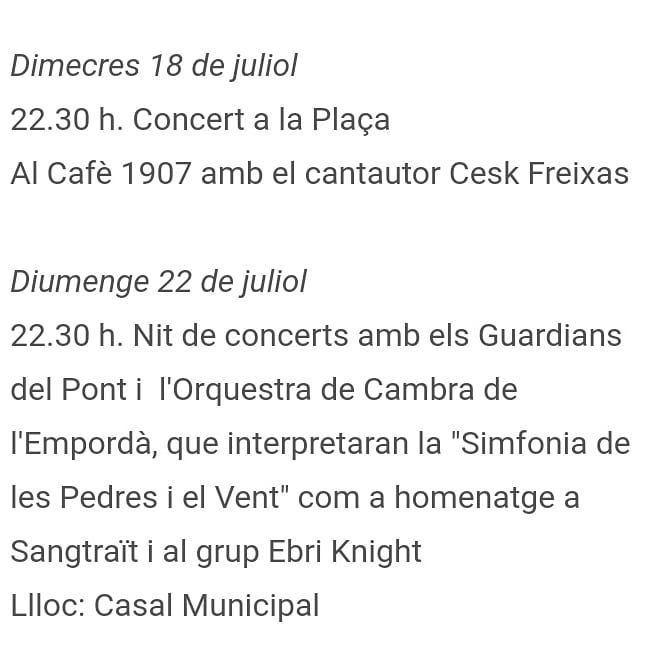 Dimecres 18 de juliol
22.30 h. Concert a la Plaça
Al Cafè 1907 amb el cantautor Cesk Freixas
Diumenge 22 de juliol
22.30 h. Nit de concerts amb els Guardians
del Pont i  l'Orquestra de Cambra de
l'Empordà, que interpretaran la "Simfonia de
les Pedres i el Vent" com a homenatge a
Sangtraït i al grup Ebri Knight
Llloc: Casal Municipal